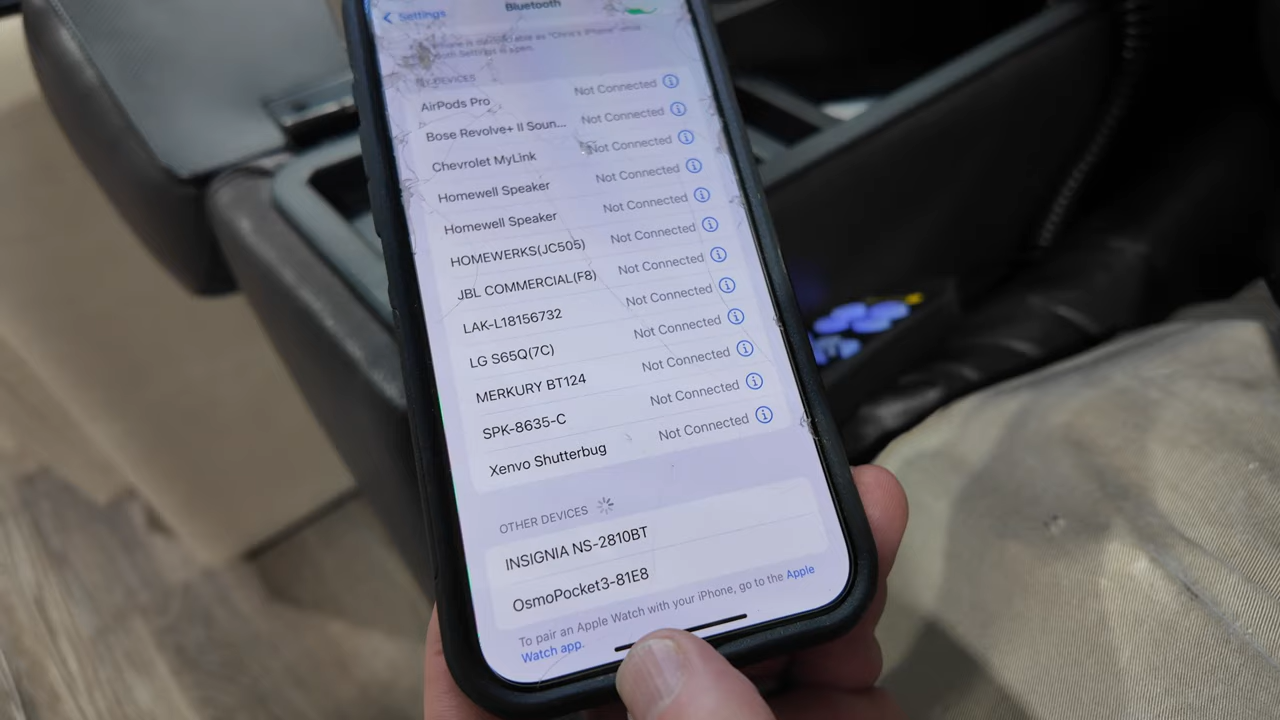 Settings
Bluetooth
MY DEVICES
AirPods Pro Not Connected
Bose Revolve+ II Soun... Not Connected
Chevrolet MyLink Not Connected
Homewell Speaker Not Connected
Homewell Speaker Not Connected
HOMEWERKS(JC505) Not Connected
JBL COMMERCIAL(F8) Not Connected
LAK-L18156732 Not Connected
LG S65Q(7C) Not Connected
MERKURY BT124 Not Connected
SPK-8635-C Not Connected
Xenvo Shutterbug Not Connected
OTHER DEVICES
INSIGNIA NS-2810BT
OsmoPocket3-81E8
To pair an Apple Watch with your iPhone, go to the Apple
Watch app.